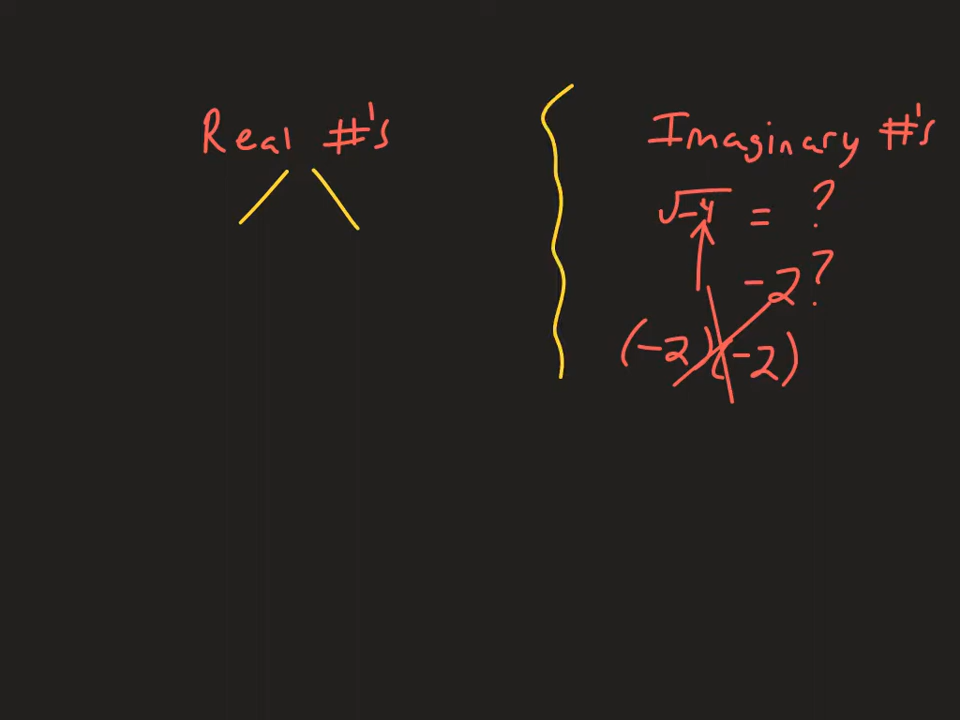 Real #'s
Imaginary #'s
√-4 = ?
-2?
(-2)(-2)